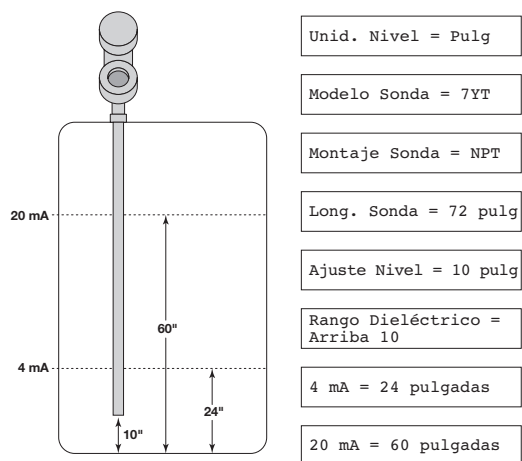 20 mA
4 mA
60"
24"
10"
Unid. Nivel = Pulg
Modelo Sonda = 7YT
Montaje Sonda = NPT
Long. Sonda = 72 pulg
Ajuste Nivel = 10 pulg
Rango Dieléctrico =
Arriba 10
4 mA = 24 pulgadas
20 mA = 60 pulgadas